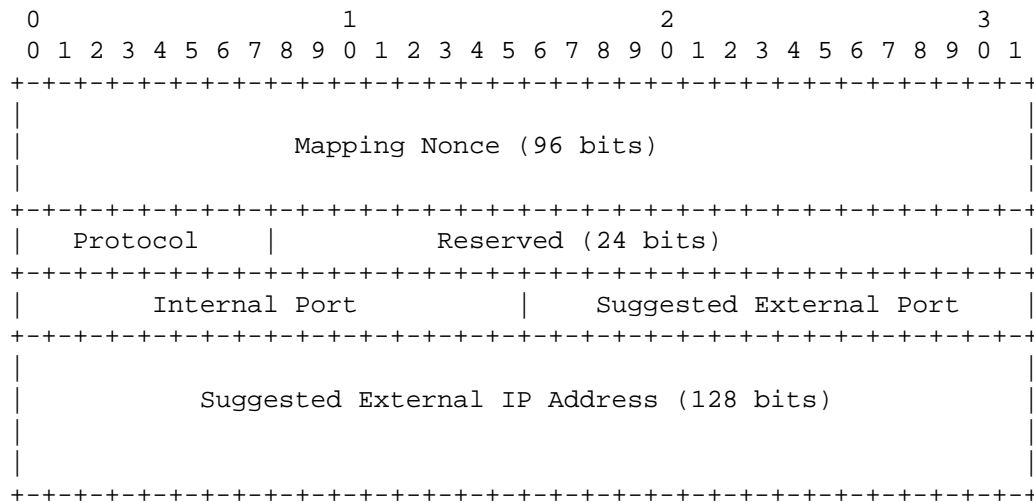 0                   1                   2                   3
 0 1 2 3 4 5 6 7 8 9 0 1 2 3 4 5 6 7 8 9 0 1 2 3 4 5 6 7 8 9 0 1
+-+-+-+-+-+-+-+-+-+-+-+-+-+-+-+-+-+-+-+-+-+-+-+-+-+-+-+-+-+-+-+-+
|                                                               |
|                 Mapping Nonce (96 bits)                       |
|                                                               |
+-+-+-+-+-+-+-+-+-+-+-+-+-+-+-+-+-+-+-+-+-+-+-+-+-+-+-+-+-+-+-+-+
|   Protocol    |          Reserved (24 bits)                   |
+-+-+-+-+-+-+-+-+-+-+-+-+-+-+-+-+-+-+-+-+-+-+-+-+-+-+-+-+-+-+-+-+
|        Internal Port          |    Suggested External Port    |
+-+-+-+-+-+-+-+-+-+-+-+-+-+-+-+-+-+-+-+-+-+-+-+-+-+-+-+-+-+-+-+-+
|                                                               |
|           Suggested External IP Address (128 bits)            |
|                                                               |
|                                                               |
+-+-+-+-+-+-+-+-+-+-+-+-+-+-+-+-+-+-+-+-+-+-+-+-+-+-+-+-+-+-+-+-+